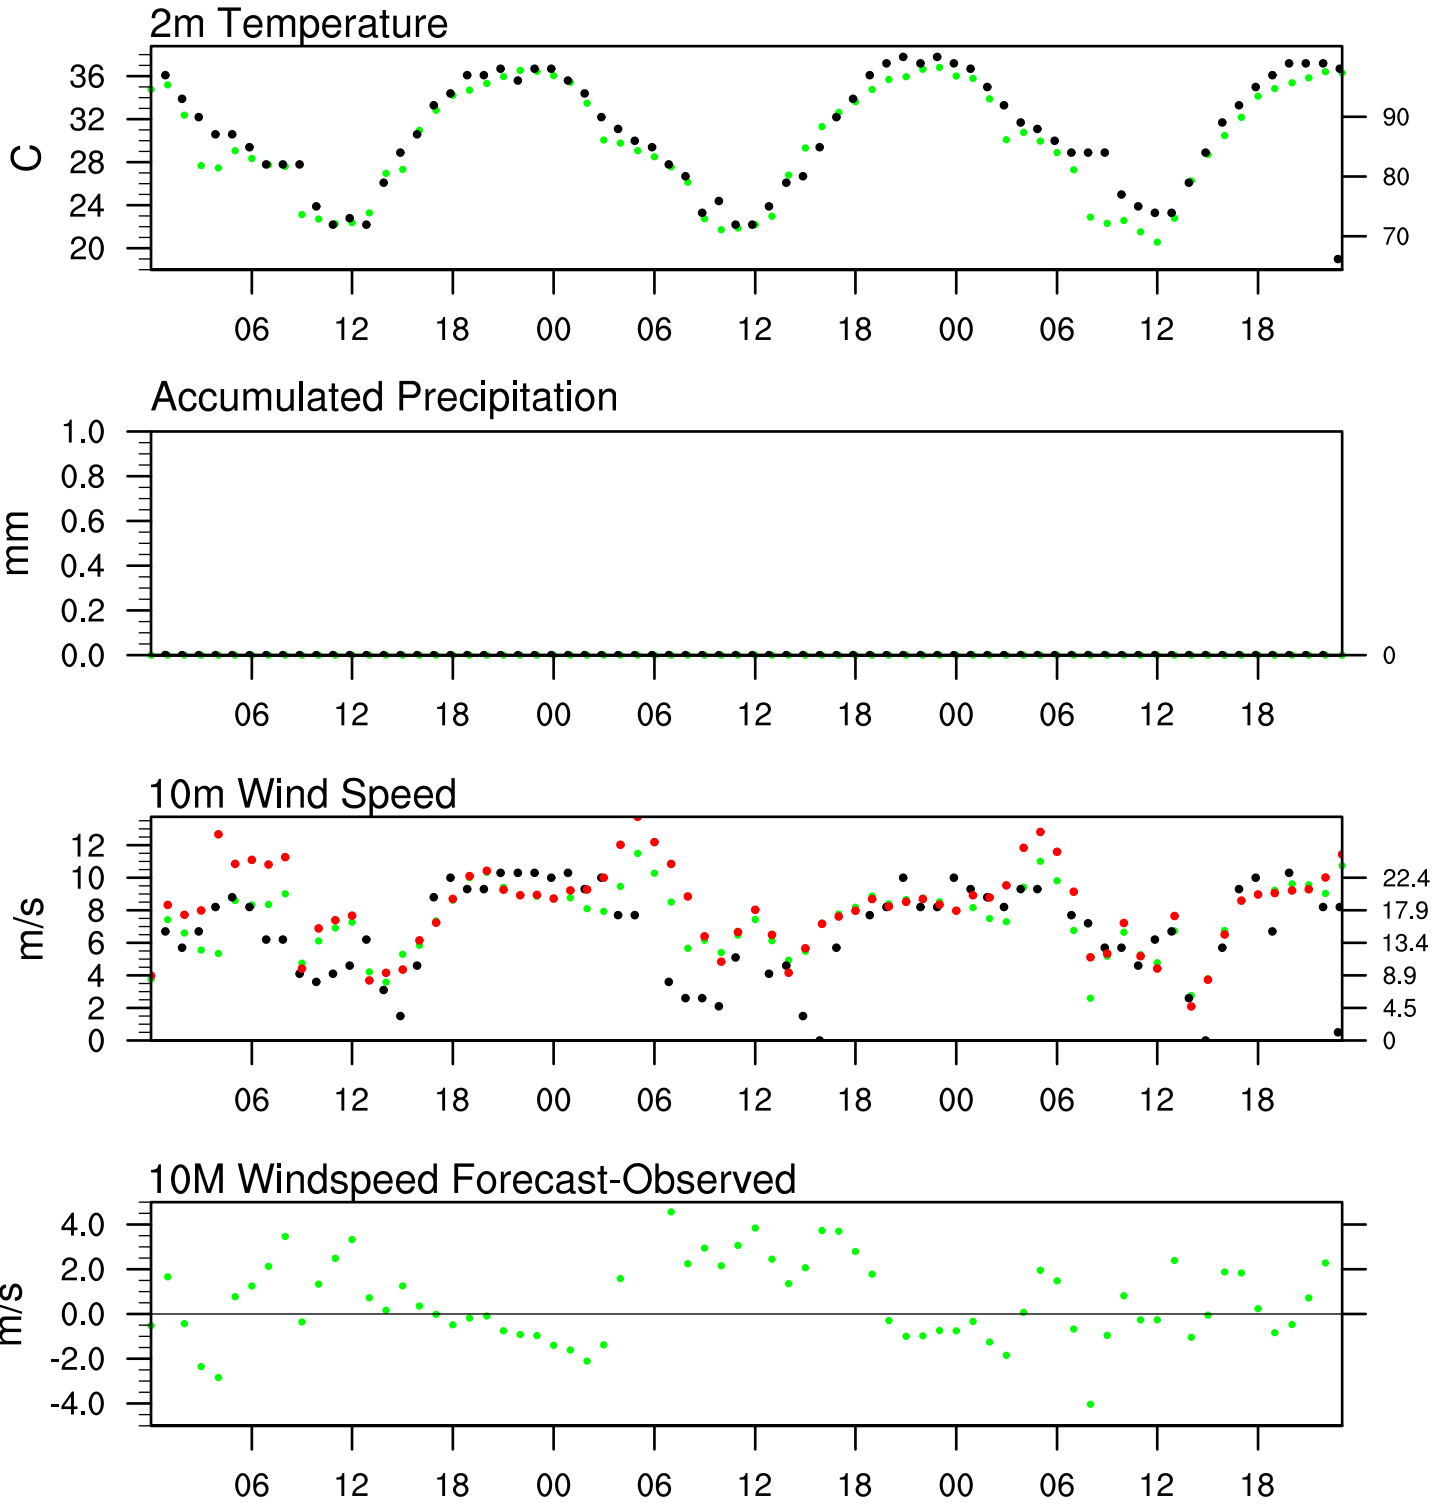 2m Temperature
C
36
32
28
24
20
90
80
70
06 12 18 00 06 12 18 00 06 12 18
Accumulated Precipitation
mm
1.0
0.8
0.6
0.4
0.2
0.0
0
06 12 18 00 06 12 18 00 06 12 18
10m Wind Speed
m/s
12
10
8
6
4
2
0
22.4
17.9
13.4
8.9
4.5
0
06 12 18 00 06 12 18 00 06 12 18
10M Windspeed Forecast-Observed
m/s
4.0
2.0
0.0
-2.0
-4.0
06 12 18 00 06 12 18 00 06 12 18